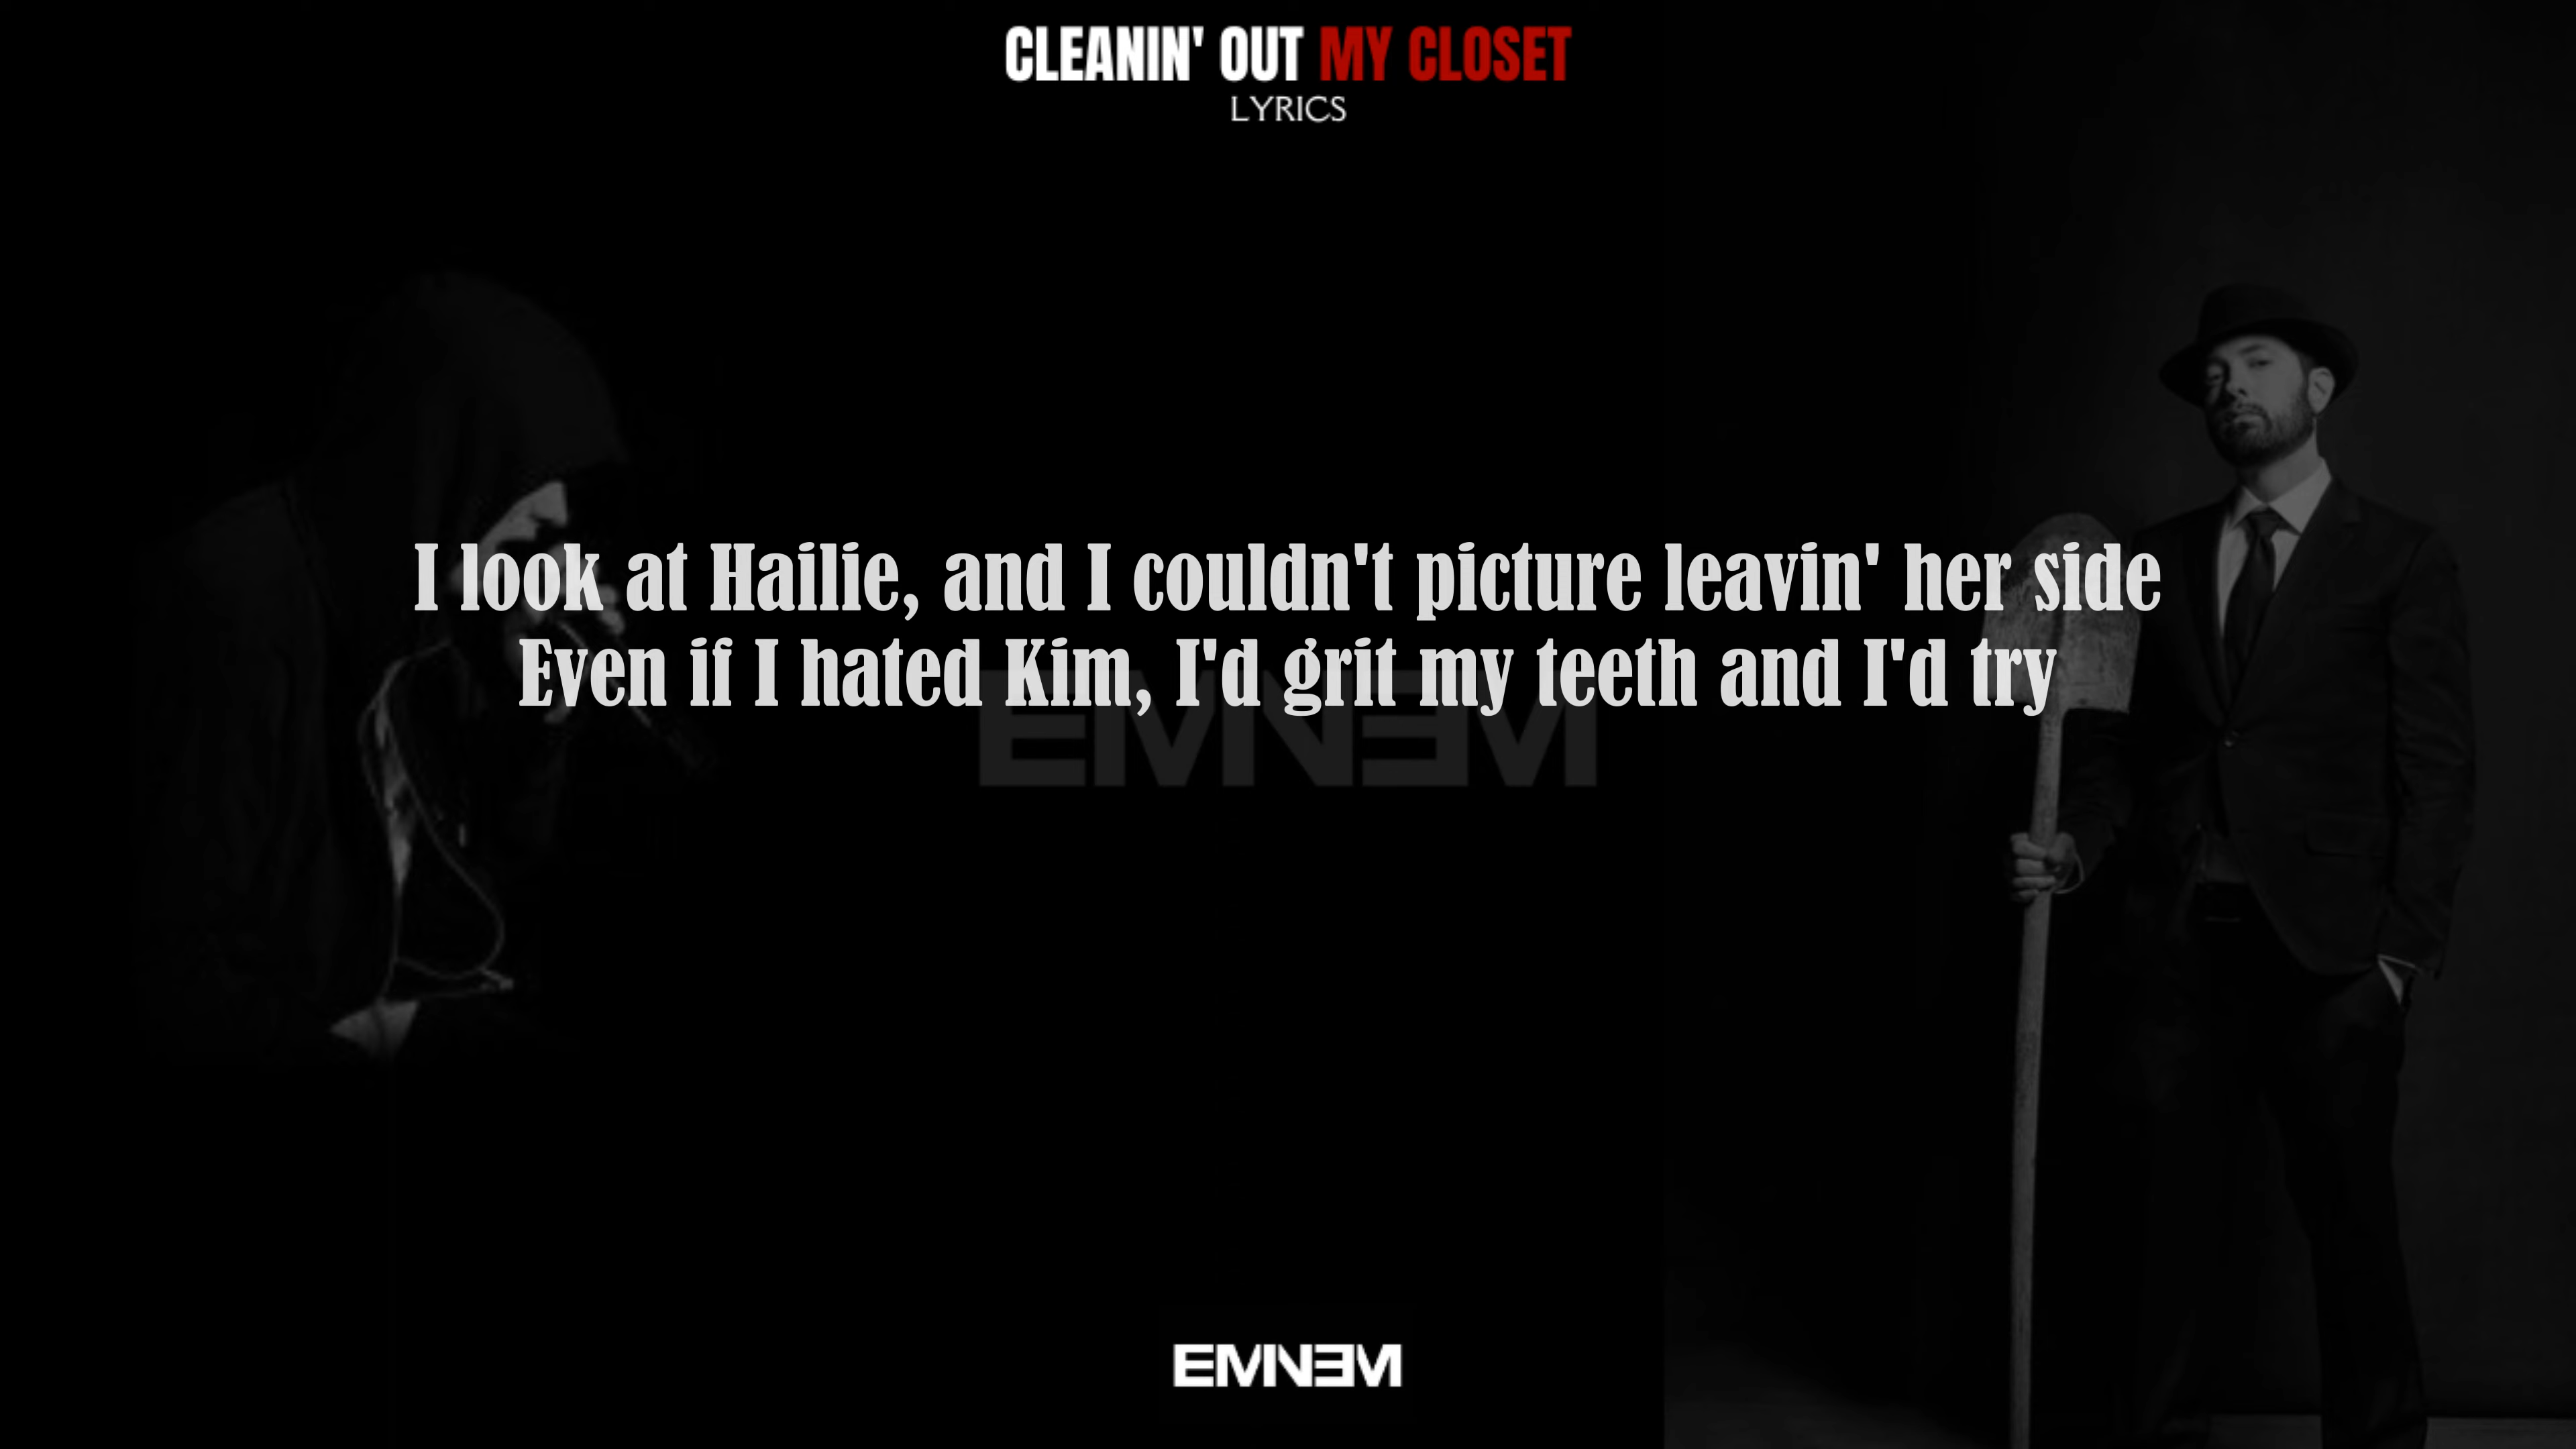 CLEANIN' OUT MY CLOSET
LYRICS
I look at Hailie, and I couldn't picture leavin' her side
Even if I hated Kim, I'd grit my teeth and I'd try
EMINEM
EMINEM